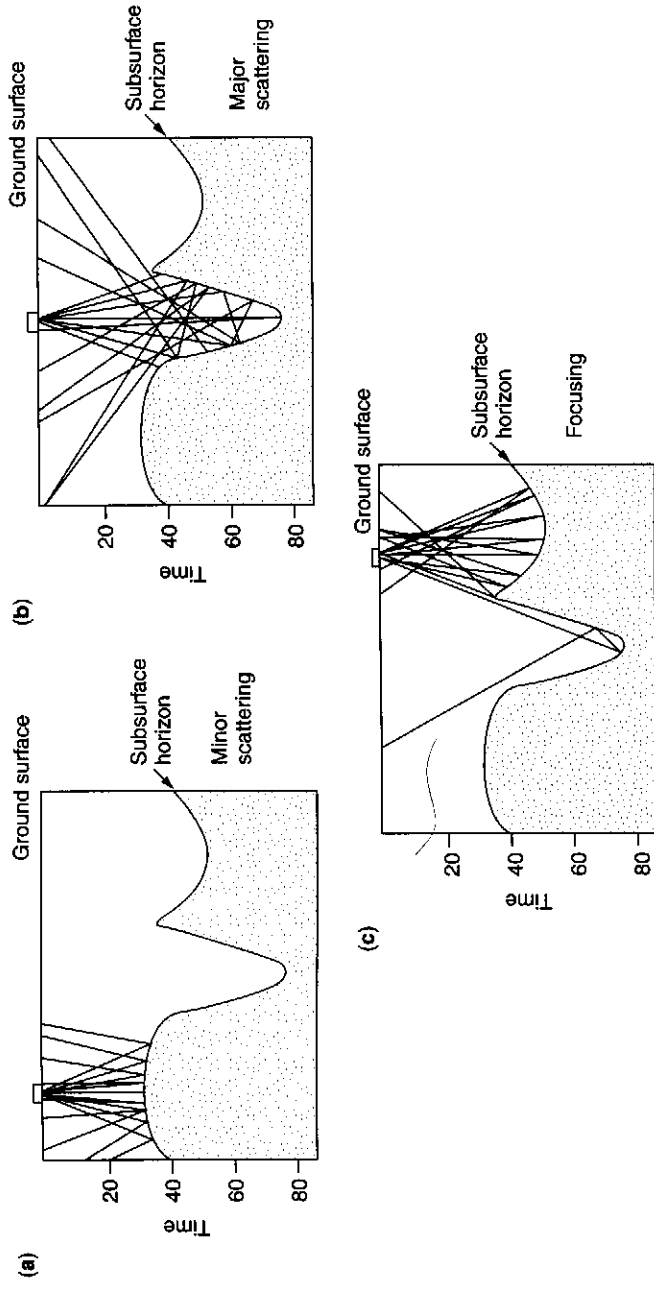 (a)
Ground surface
Subsurface
horizon
Minor
scattering
20
40
60
80
Time
(b)
Ground surface
Subsurface
horizon
Major
scattering
20
40
60
80
Time
(c)
Ground surface
Subsurface
horizon
Focusing
20
40
60
80
Time